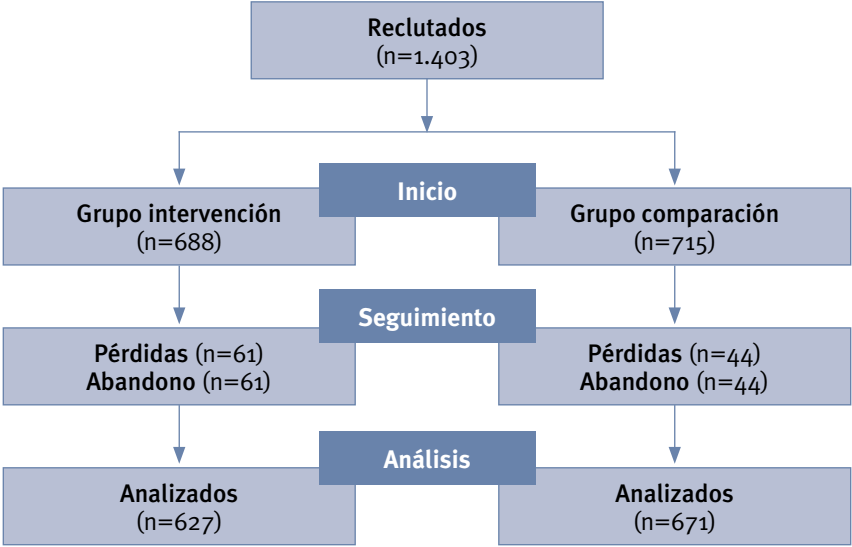 Reclutados
(n=1.403)
Inicio
Grupo intervención
(n=688)
Grupo comparación
(n=715)
Seguimiento
Pérdidas (n=61)
Abandono (n=61)
Pérdidas (n=44)
Abandono (n=44)
Análisis
Analizados
(n=627)
Analizados
(n=671)